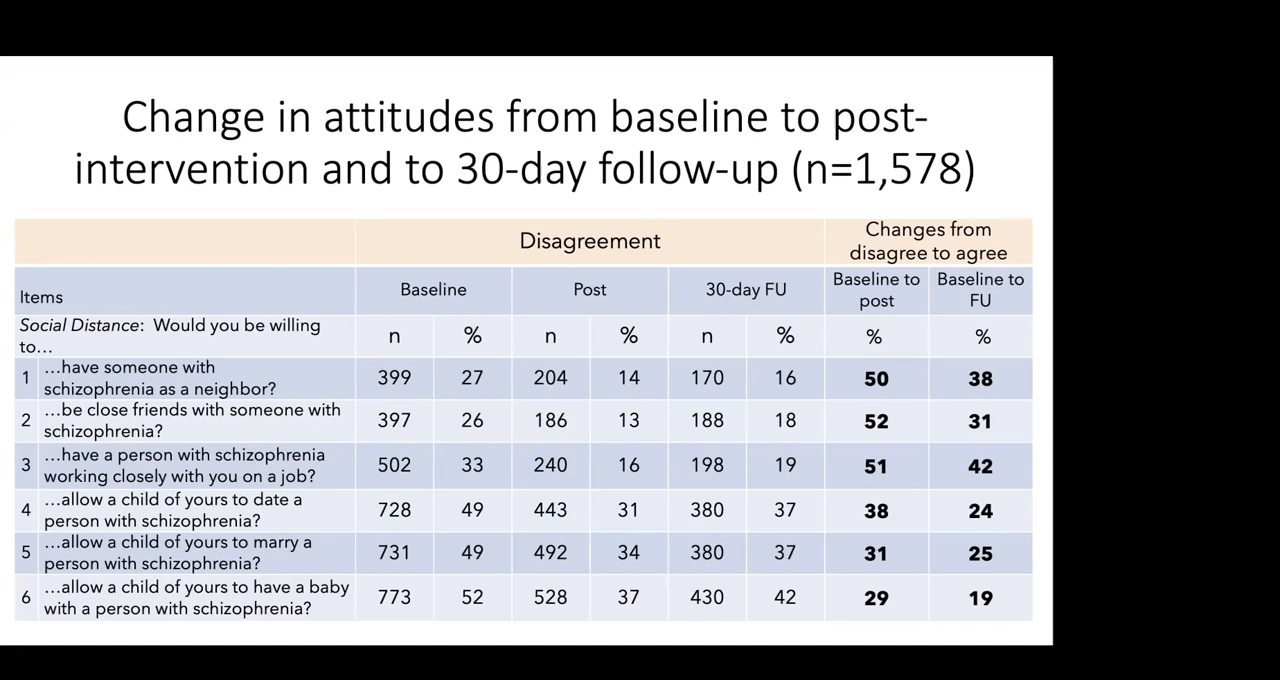 Change in attitudes from baseline to post-
intervention and to 30-day follow-up (n=1,578)
Disagreement
Changes from
disagree to agree
Items
Baseline
Post
30-day FU
Baseline to
post
Baseline to
FU
Social Distance: Would you be willing
to…
n % n % n % % %
1 …have someone with
schizophrenia as a neighbor?
399 27 204 14 170 16 50 38
2 …be close friends with someone with
schizophrenia?
397 26 186 13 188 18 52 31
3 …have a person with schizophrenia
working closely with you on a job?
502 33 240 16 198 19 51 42
4 …allow a child of yours to date a
person with schizophrenia?
728 49 443 31 380 37 38 24
5 …allow a child of yours to marry a
person with schizophrenia?
731 49 492 34 380 37 31 25
6 …allow a child of yours to have a baby
with a person with schizophrenia?
773 52 528 37 430 42 29 19